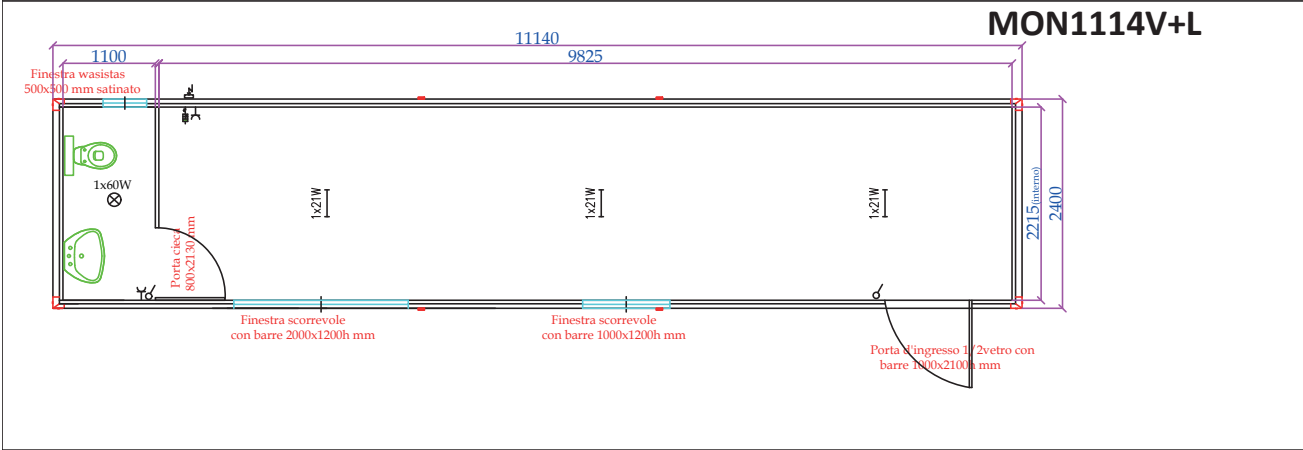 MON1114V+L
11140
1100
9825
Finestra wasistas
500x500 mm satinato
1x60W
1x21W
1x21W
1x21W
2215(interno)
2400
Porta cieca
800x2130 mm
Finestra scorrevole
con barre 2000x1200h mm
Finestra scorrevole
con barre 1000x1200h mm
Porta d'ingresso 1/2vetro con
barre 1000x2100h mm